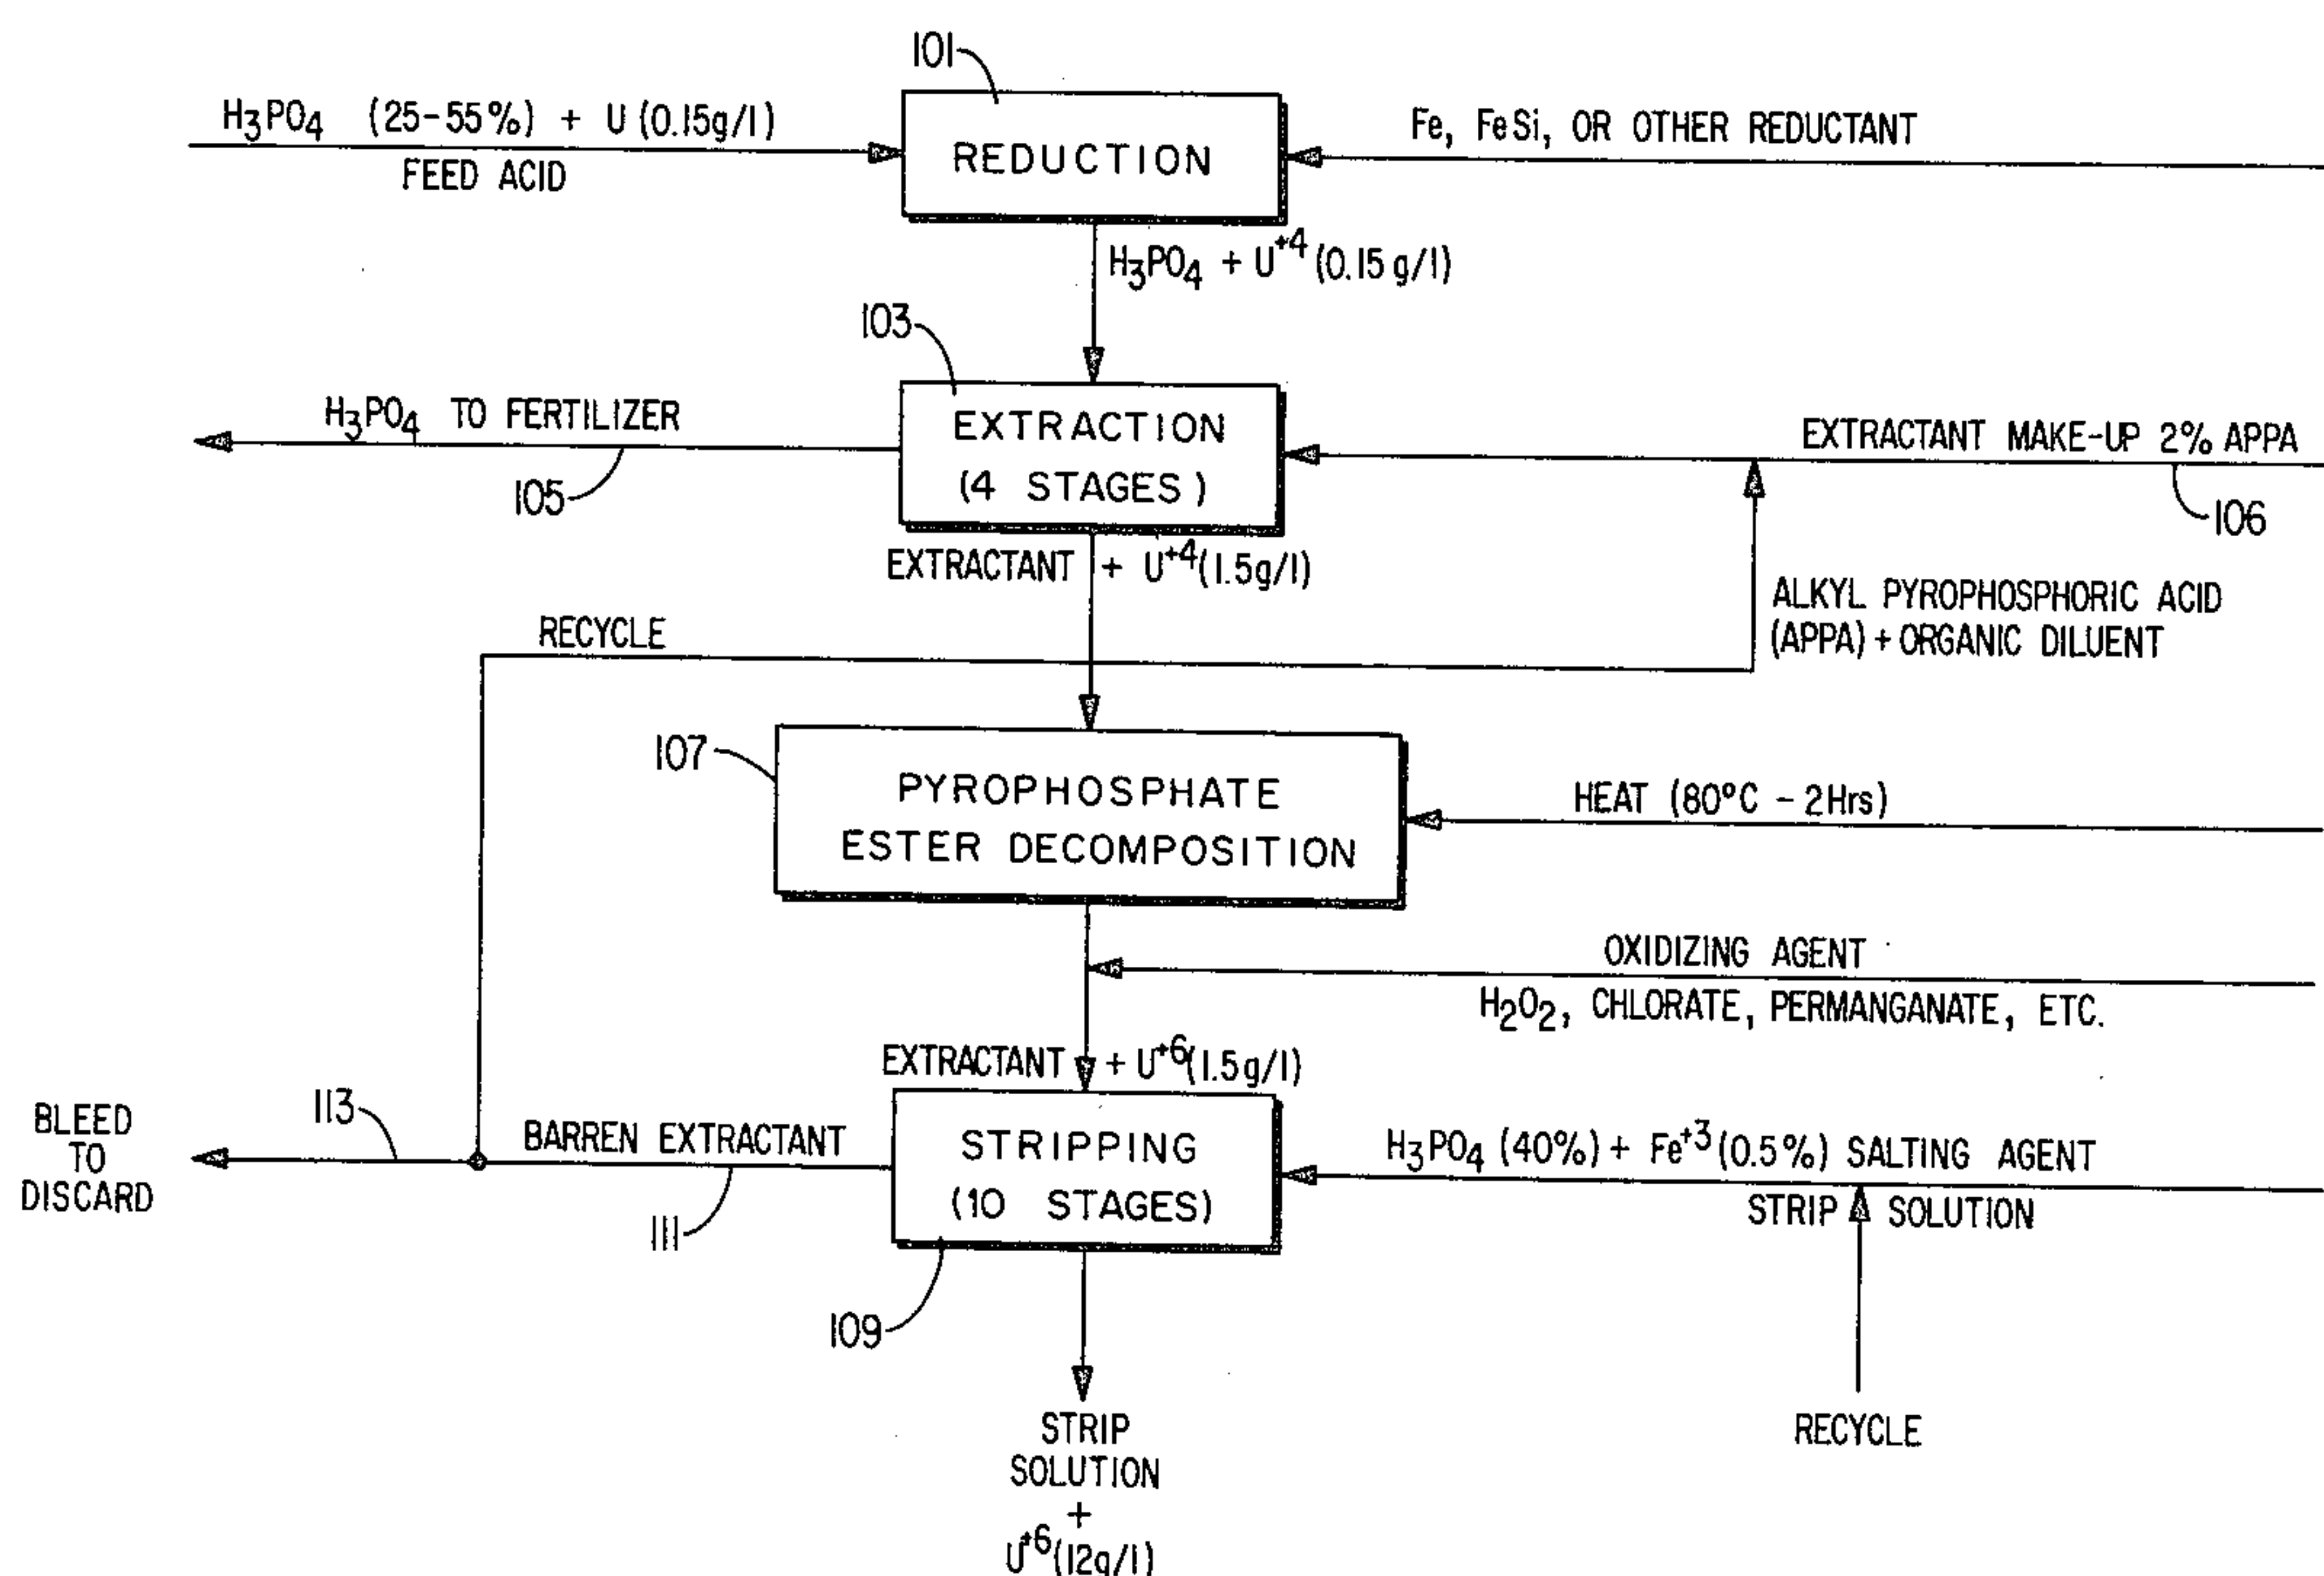 101
H3PO4 (25-55%) + U (0.15g/l)
FEED ACID
REDUCTION
Fe, FeSi, OR OTHER REDUCTANT
H3PO4 + U+4 (0.15 g/l)
103
H3PO4 TO FERTILIZER
105
EXTRACTION
(4 STAGES)
EXTRACTANT MAKE-UP 2% APPA
106
EXTRACTANT + U+4 (1.5g/l)
ALKYL PYROPHOSPHORIC ACID
(APPA) + ORGANIC DILUENT
RECYCLE
107
PYROPHOSPHATE
ESTER DECOMPOSITION
HEAT (80°C - 2Hrs)
OXIDIZING AGENT
H2O2, CHLORATE, PERMANGANATE, ETC.
EXTRACTANT + U+6 (1.5g/l)
BLEED
TO
DISCARD
113
BARREN EXTRACTANT
111
STRIPPING
(10 STAGES)
109
H3PO4 (40%) + Fe+3 (0.5%) SALTING AGENT
STRIP SOLUTION
RECYCLE
STRIP
SOLUTION
+
U+6 (12g/l)